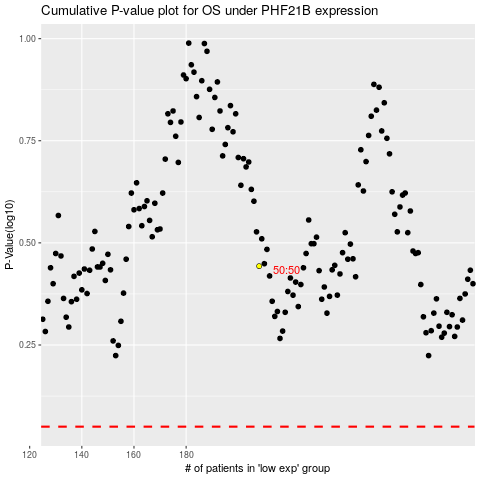 Cumulative P-value plot for OS under PHF21B expression
P-Value(log10)
1.00
0.75
0.50
0.25
50:50
120 140 160 180
# of patients in 'low exp' group